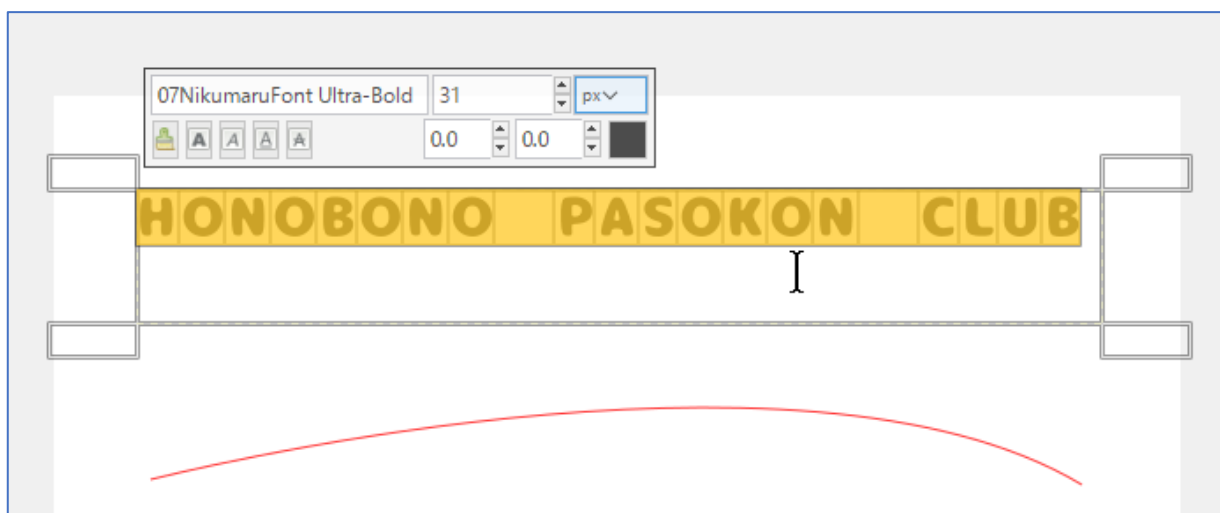 07NikumaruFont Ultra-Bold 31 px
A A A A 0.0 0.0
HONOBONO PASOKON CLUB